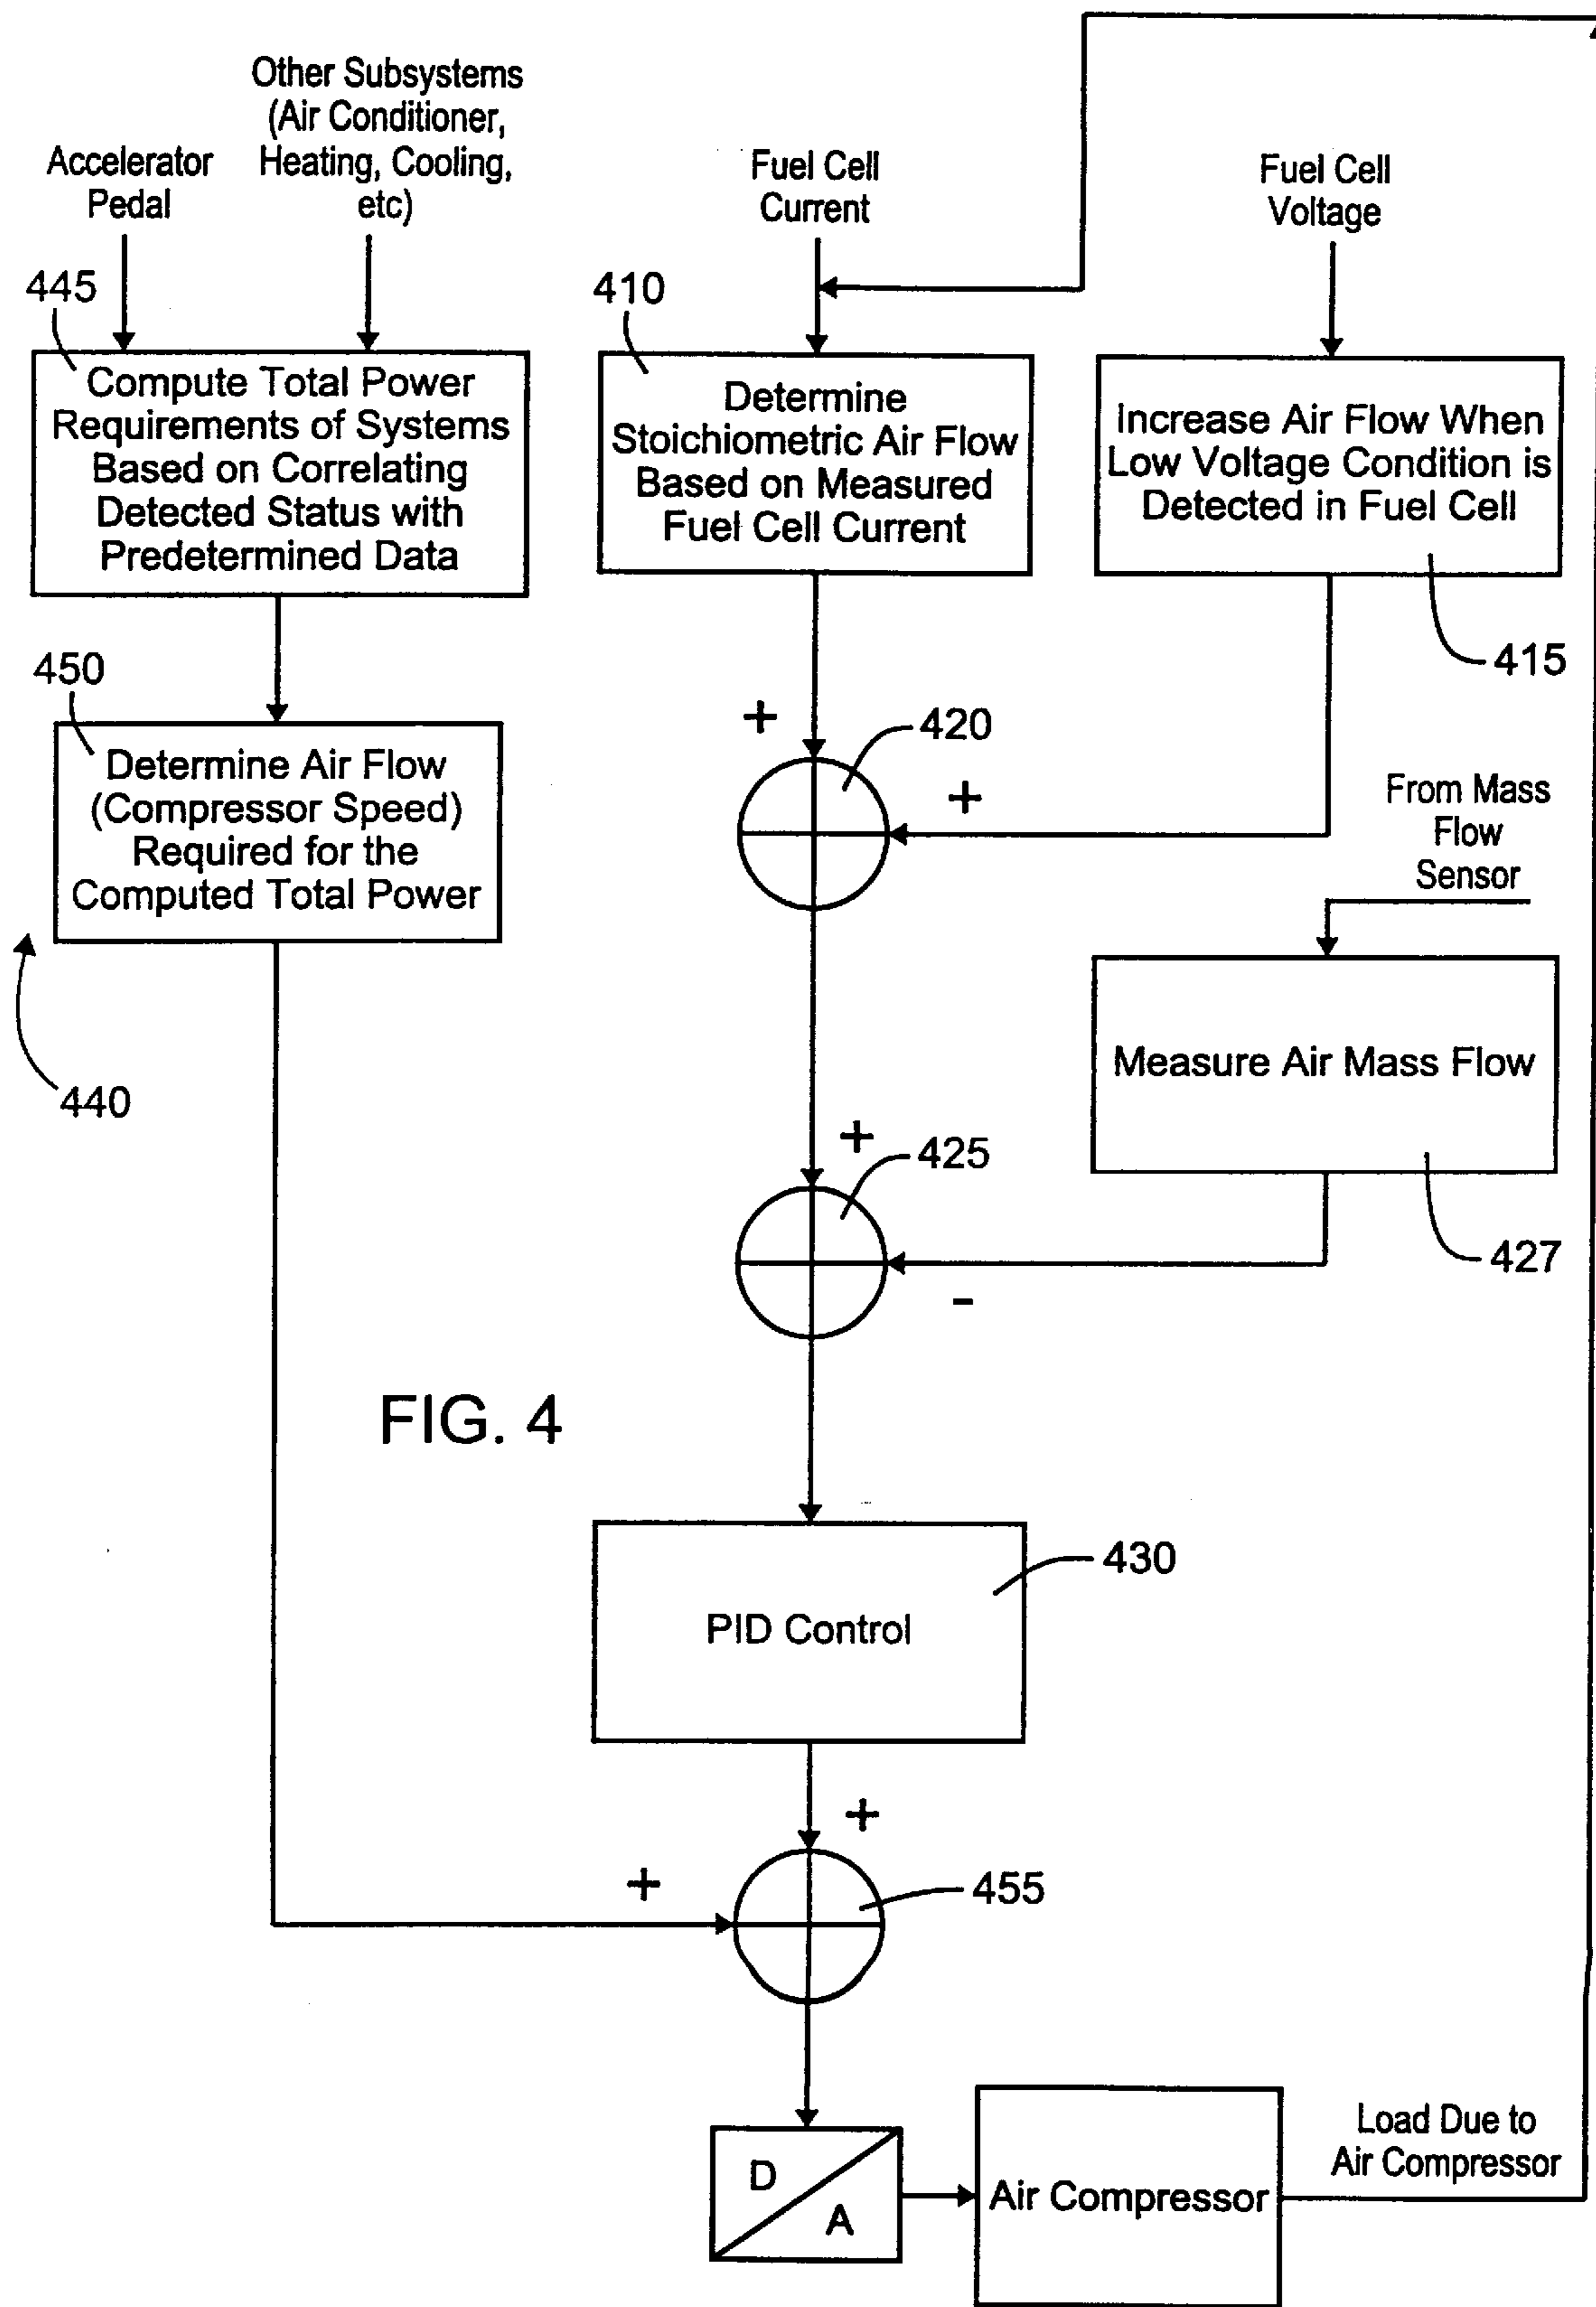 Other Subsystems
(Air Conditioner,
Heating, Cooling,
etc)
Accelerator
Pedal
Fuel Cell
Current
Fuel Cell
Voltage
445
410
Compute Total Power
Requirements of Systems
Based on Correlating
Detected Status with
Predetermined Data
Determine
Stoichiometric Air Flow
Based on Measured
Fuel Cell Current
Increase Air Flow When
Low Voltage Condition is
Detected in Fuel Cell
415
450
Determine Air Flow
(Compressor Speed)
Required for the
Computed Total Power
440
+
420
+
From Mass
Flow
Sensor
Measure Air Mass Flow
427
+
425
-
FIG. 4
430
PID Control
+
+
455
D
A
Air Compressor
Load Due to
Air Compressor